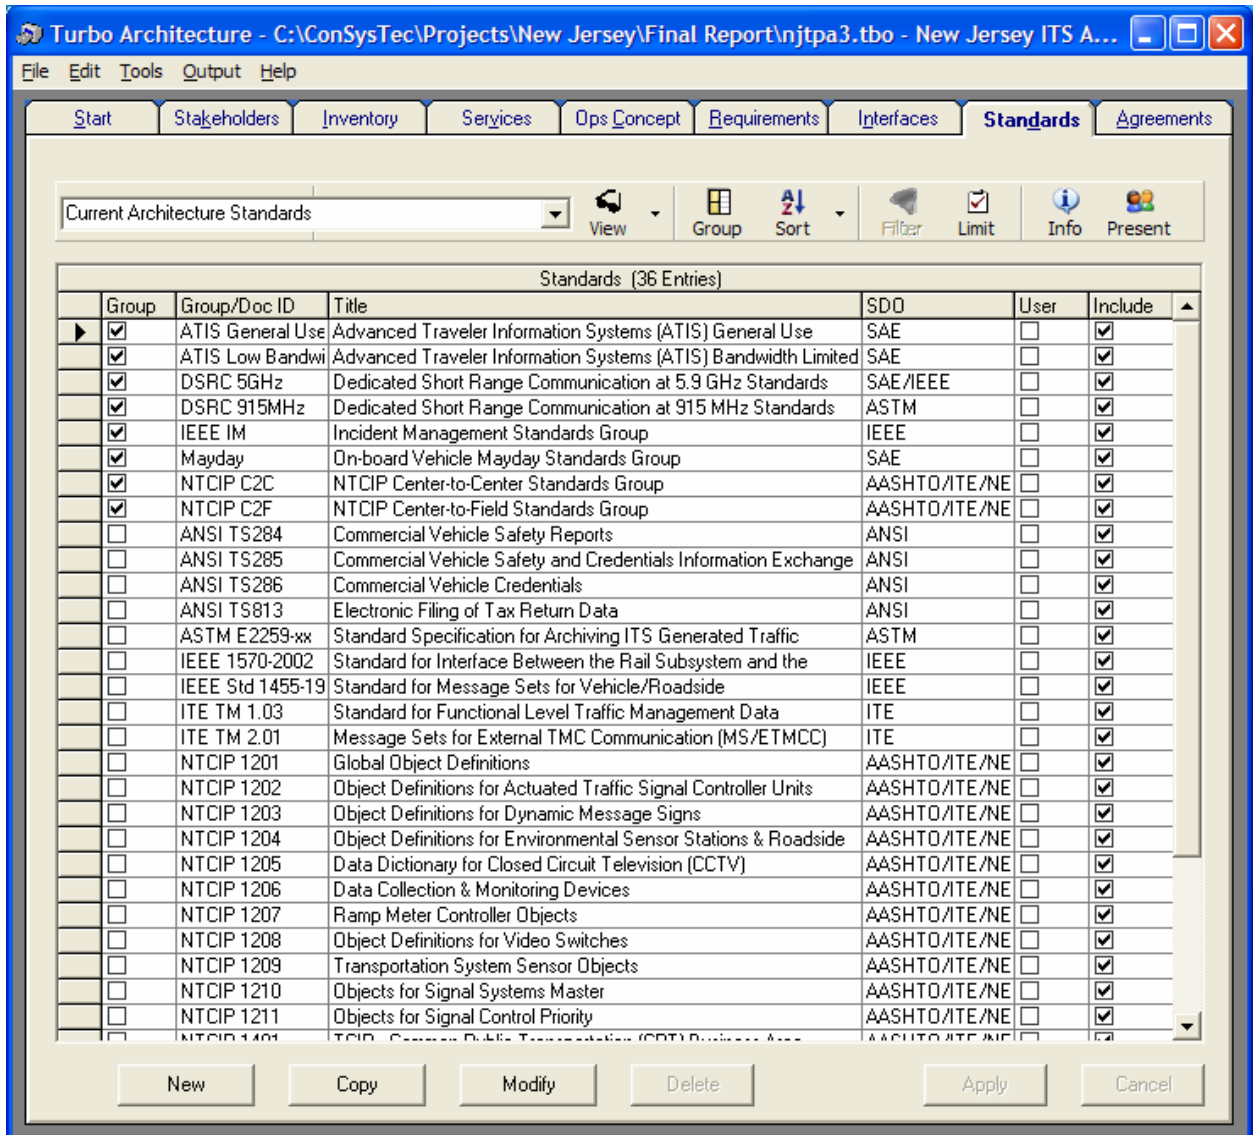 Turbo Architecture - C:\ConSysTec\Projects\New Jersey\Final Report\njtpa3.tbo - New Jersey ITS A...
File Edit Tools Output Help
Start Stakeholders Inventory Services Ops Concept Requirements Interfaces Standards Agreements
Current Architecture Standards View Group Sort Filter Limit Info Present
Standards (36 Entries)
Group Group/Doc ID Title SDO User Include
ATIS General Use Advanced Traveler Information Systems (ATIS) General Use SAE
ATIS Low Bandwi Advanced Traveler Information Systems (ATIS) Bandwidth Limited SAE
DSRC 5GHz Dedicated Short Range Communication at 5.9 GHz Standards SAE/IEEE
DSRC 915MHz Dedicated Short Range Communication at 915 MHz Standards ASTM
IEEE IM Incident Management Standards Group IEEE
Mayday On-board Vehicle Mayday Standards Group SAE
NTCIP C2C NTCIP Center-to-Center Standards Group AASHTO/ITE/NE
NTCIP C2F NTCIP Center-to-Field Standards Group AASHTO/ITE/NE
ANSI TS284 Commercial Vehicle Safety Reports ANSI
ANSI TS285 Commercial Vehicle Safety and Credentials Information Exchange ANSI
ANSI TS286 Commercial Vehicle Credentials ANSI
ANSI TS813 Electronic Filing of Tax Return Data ANSI
ASTM E2259-xx Standard Specification for Archiving ITS Generated Traffic ASTM
IEEE 1570-2002 Standard for Interface Between the Rail Subsystem and the IEEE
IEEE Std 1455-19 Standard for Message Sets for Vehicle/Roadside IEEE
ITE TM 1.03 Standard for Functional Level Traffic Management Data ITE
ITE TM 2.01 Message Sets for External TMC Communication (MS/ETMCC) ITE
NTCIP 1201 Global Object Definitions AASHTO/ITE/NE
NTCIP 1202 Object Definitions for Actuated Traffic Signal Controller Units AASHTO/ITE/NE
NTCIP 1203 Object Definitions for Dynamic Message Signs AASHTO/ITE/NE
NTCIP 1204 Object Definitions for Environmental Sensor Stations & Roadside AASHTO/ITE/NE
NTCIP 1205 Data Dictionary for Closed Circuit Television (CCTV) AASHTO/ITE/NE
NTCIP 1206 Data Collection & Monitoring Devices AASHTO/ITE/NE
NTCIP 1207 Ramp Meter Controller Objects AASHTO/ITE/NE
NTCIP 1208 Object Definitions for Video Switches AASHTO/ITE/NE
NTCIP 1209 Transportation System Sensor Objects AASHTO/ITE/NE
NTCIP 1210 Objects for Signal Systems Master AASHTO/ITE/NE
NTCIP 1211 Objects for Signal Control Priority AASHTO/ITE/NE
NTCIP 1401 TCIP - Common Public Transportation (CPT) Business Area AASHTO/ITE/NE
New Copy Modify Delete Apply Cancel